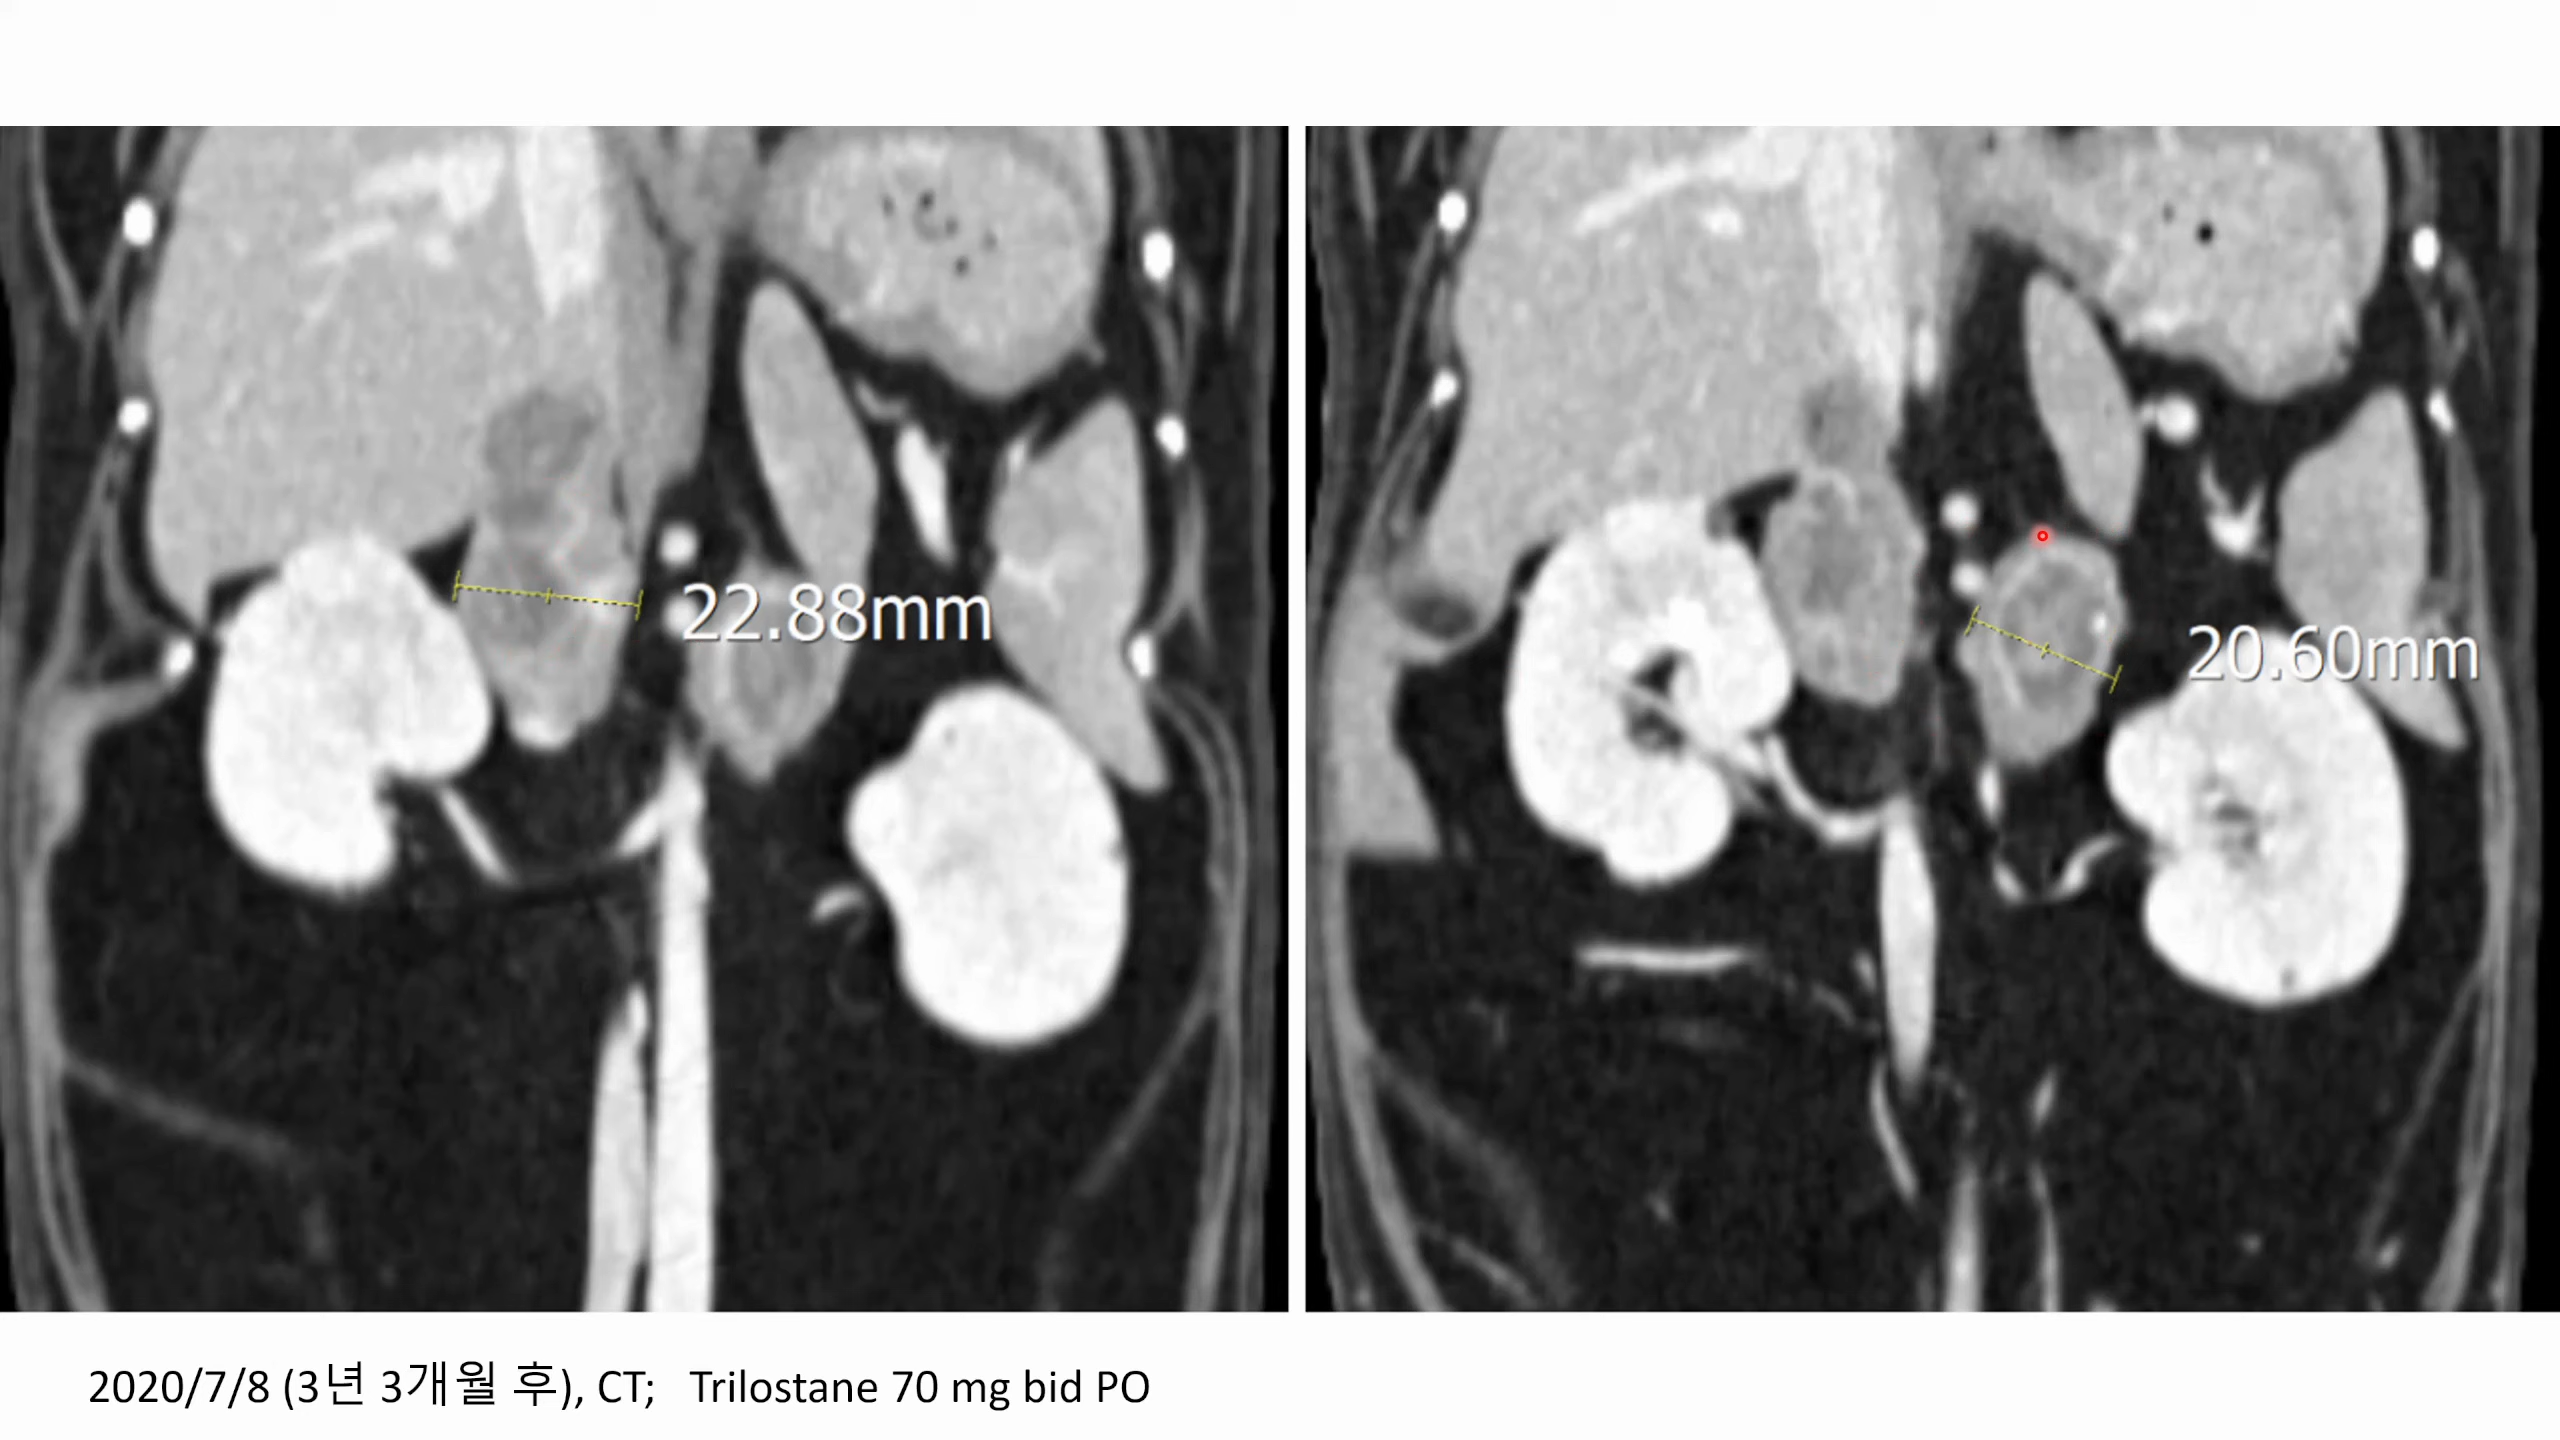 22.88mm
20.60mm
2020/7/8 (3년 3개월 후), CT;   Trilostane 70 mg bid PO